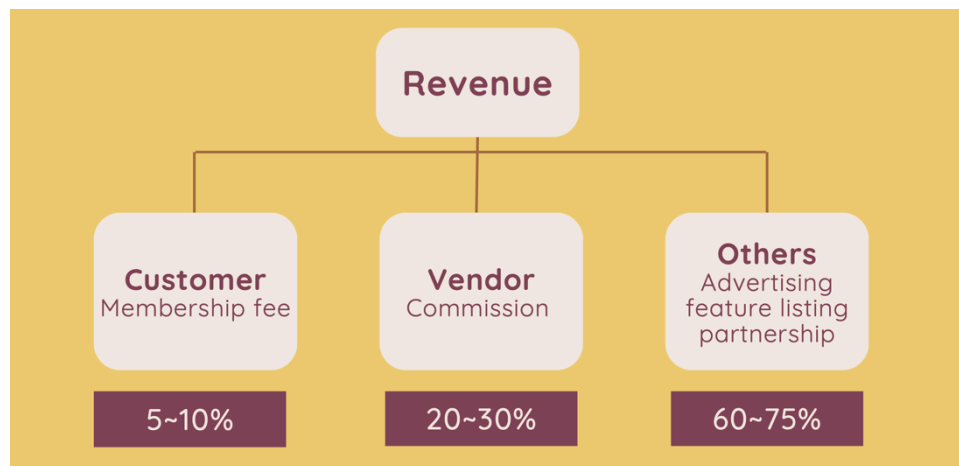 Revenue
Customer
Membership fee
Vendor
Commission
Others
Advertising
feature listing
partnership
5~10%
20~30%
60~75%